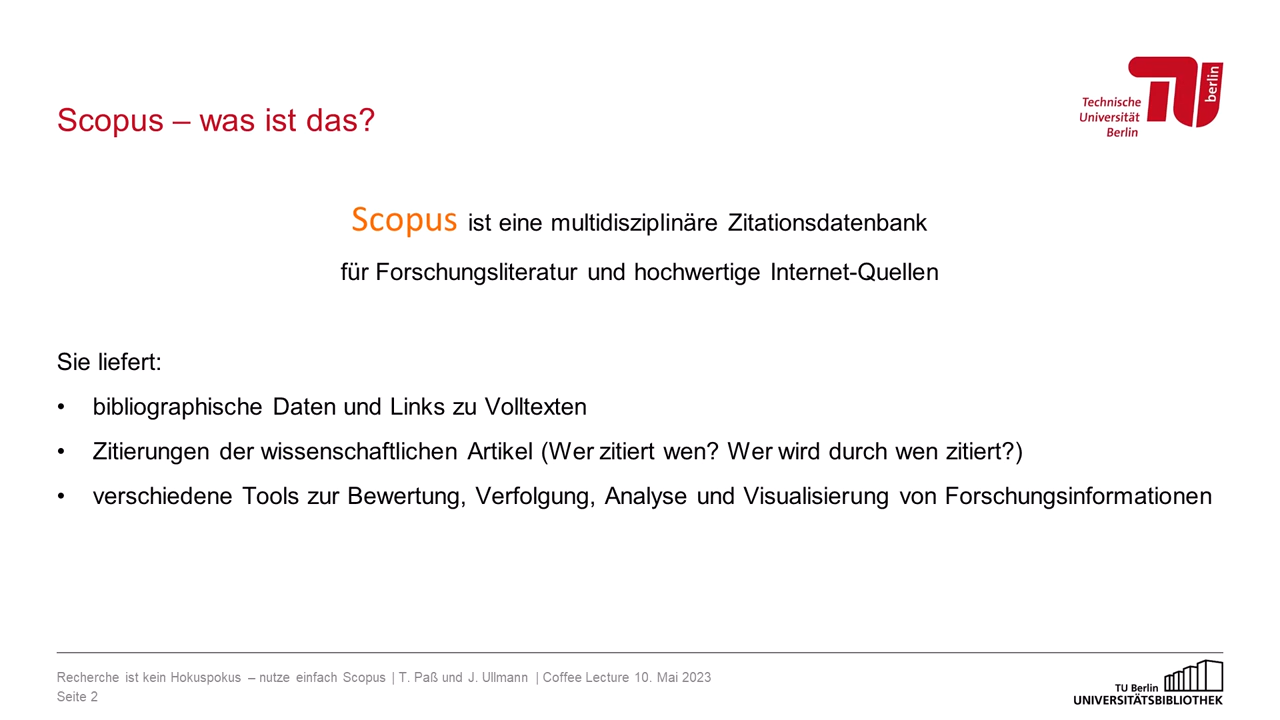 Technische
Universität
Berlin
berlin
Scopus – was ist das?
Scopus ist eine multidisziplinäre Zitationsdatenbank
für Forschungsliteratur und hochwertige Internet-Quellen
Sie liefert:
• bibliographische Daten und Links zu Volltexten
• Zitierungen der wissenschaftlichen Artikel (Wer zitiert wen? Wer wird durch wen zitiert?)
• verschiedene Tools zur Bewertung, Verfolgung, Analyse und Visualisierung von Forschungsinformationen
Recherche ist kein Hokuspokus – nutze einfach Scopus | T. Paß und J. Ullmann | Coffee Lecture 10. Mai 2023
Seite 2
TU Berlin
UNIVERSITÄTSBIBLIOTHEK